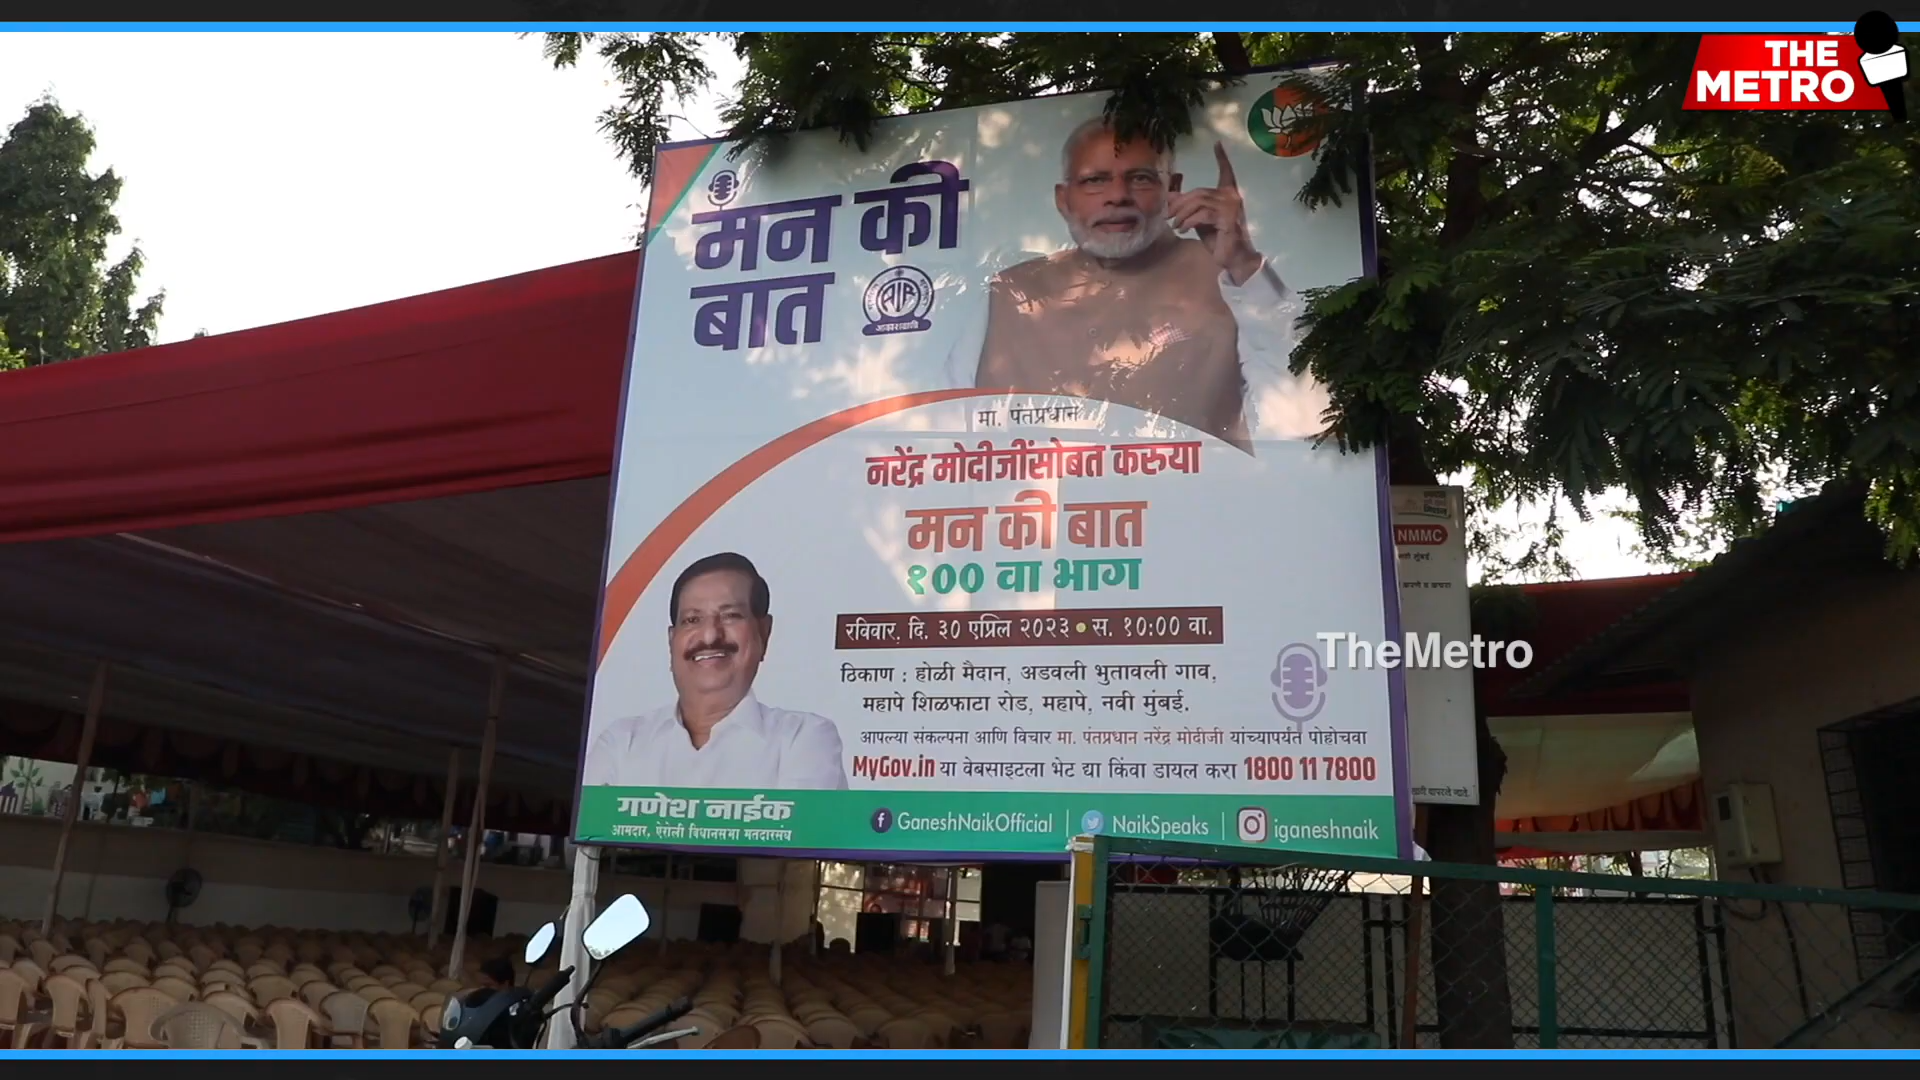 THE
METRO
मन की
बात
AIR
आकाशवाणी
मा. पंतप्रधान
नरेंद्र मोदीजींसोबत करुया
मन की बात
१०० वा भाग
रविवार, दि. ३० एप्रिल २०२३ • स. १०:०० वा.
ठिकाण : होळी मैदान, अडवली भुतावली गाव,
महापे शिळफाटा रोड, महापे, नवी मुंबई.
आपल्या संकल्पना आणि विचार मा. पंतप्रधान नरेंद्र मोदीजी यांच्यापर्यंत पोहोचवा
MyGov.in या वेबसाइटला भेट द्या किंवा डायल करा 1800 11 7800
गणेश नाईक
आमदार, ऐरोली विधानसभा मतदारसंघ
GaneshNaikOfficial | NaikSpeaks | iganeshnaik
NMMC
TheMetro